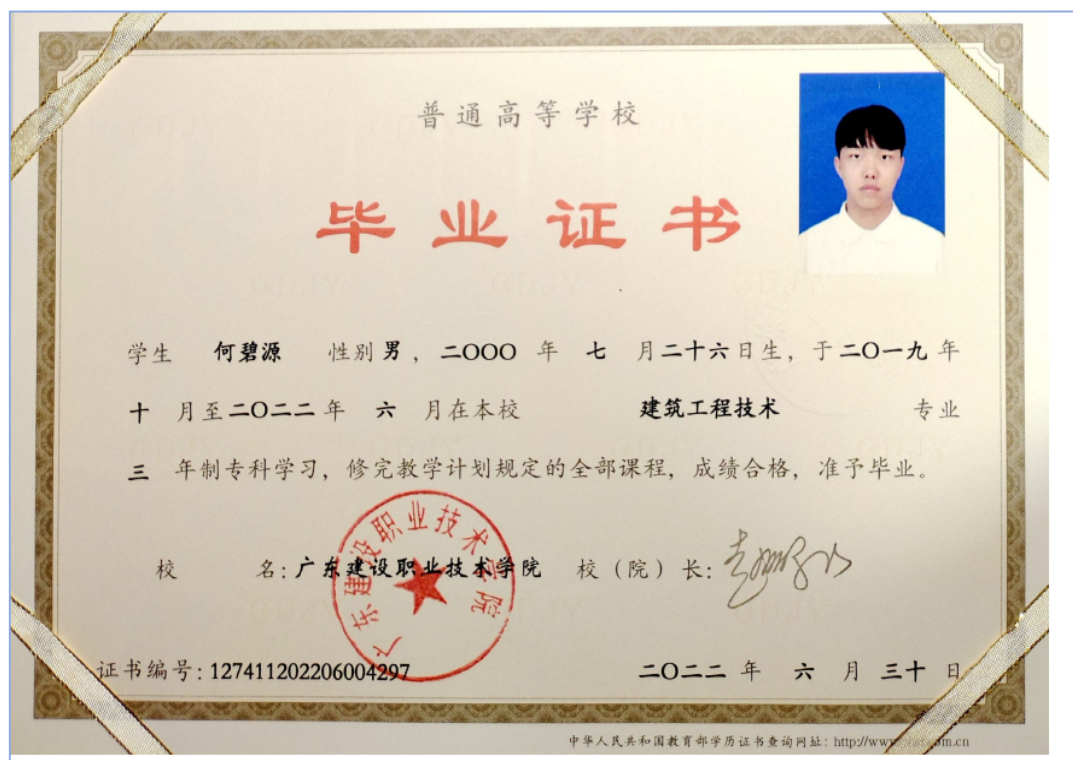 普通高等学校
毕业证书
学生 何碧源 性别 男，二〇〇〇 年 七 月二十六日生，于二〇一九 年
十 月至二〇二二年 六 月在本校 建筑工程技术 专业
三 年制专科学习，修完教学计划规定的全部课程，成绩合格，准予毕业。
校 名：广东建设职业技术学院 校（院）长：
广东建设职业技术学院
证书编号：127411202206004297 二〇二二 年 六 月 三十 日
中华人民共和国教育部学历证书查询网址：http://www